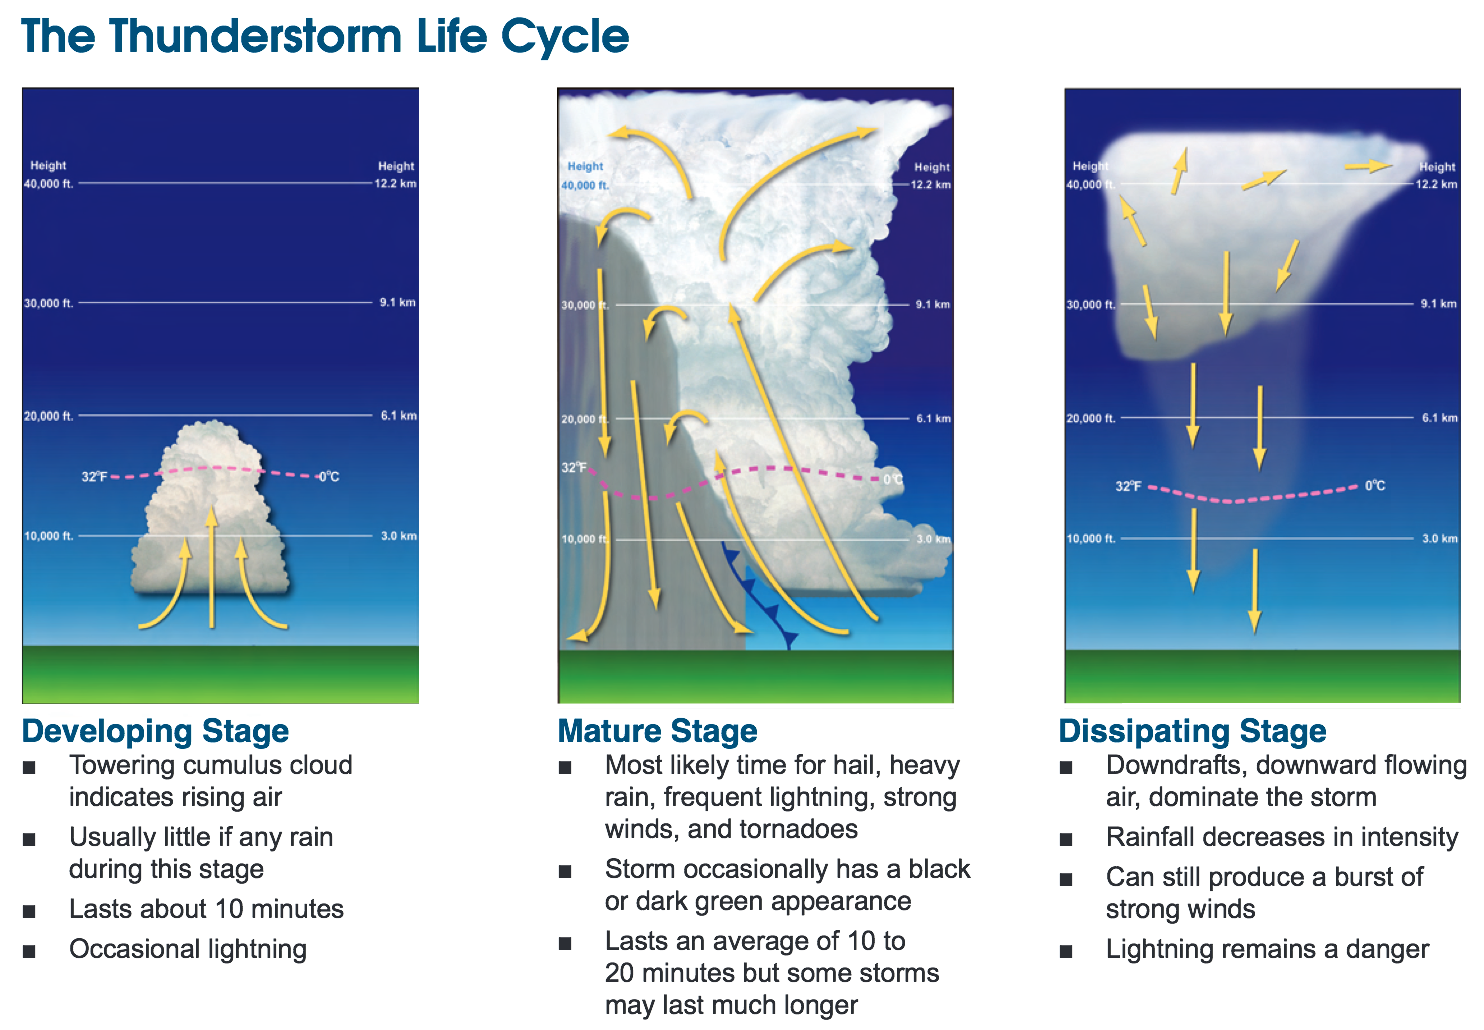 The Thunderstorm Life Cycle
Height
Height
40,000 ft.
12.2 km
30,000 ft.
9.1 km
20,000 ft.
6.1 km
32°F
0°C
10,000 ft.
3.0 km
Developing Stage
■ Towering cumulus cloud
indicates rising air
■ Usually little if any rain
during this stage
■ Lasts about 10 minutes
■ Occasional lightning
Height
Height
40,000 ft.
12.2 km
30,000 ft.
9.1 km
20,000 ft.
6.1 km
32°F
0°C
10,000 ft.
3.0 km
Mature Stage
■ Most likely time for hail, heavy
rain, frequent lightning, strong
winds, and tornadoes
■ Storm occasionally has a black
or dark green appearance
■ Lasts an average of 10 to
20 minutes but some storms
may last much longer
Height
Height
40,000 ft.
12.2 km
30,000 ft.
9.1 km
20,000 ft.
6.1 km
32°F
0°C
10,000 ft.
3.0 km
Dissipating Stage
■ Downdrafts, downward flowing
air, dominate the storm
■ Rainfall decreases in intensity
■ Can still produce a burst of
strong winds
■ Lightning remains a danger